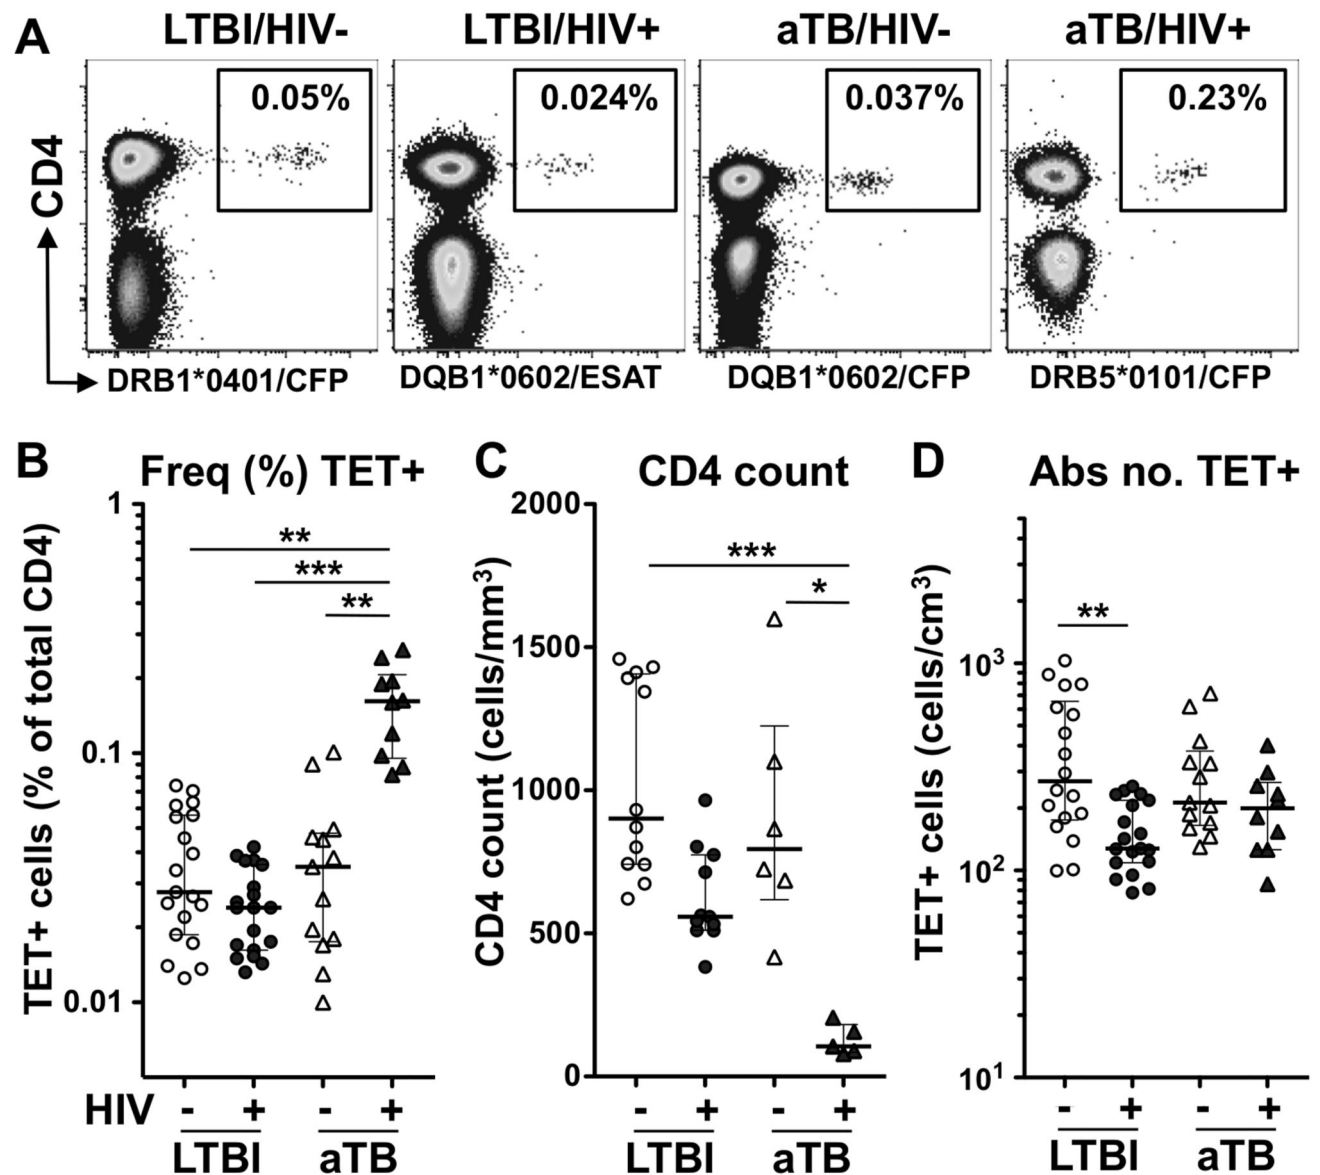 A
LTBI/HIV- LTBI/HIV+ aTB/HIV- aTB/HIV+
0.05% 0.024% 0.037% 0.23%
CD4
DRB1*0401/CFP DQB1*0602/ESAT DQB1*0602/CFP DRB5*0101/CFP
B
Freq (%) TET+
TET+ cells (% of total CD4)
1
0.1
0.01
**
***
**
HIV - + - +
LTBI aTB
C
CD4 count
CD4 count (cells/mm³)
2000
1500
1000
500
0
***
*
- + - +
LTBI aTB
D
Abs no. TET+
TET+ cells (cells/cm³)
10³
10²
10¹
**
- + - +
LTBI aTB